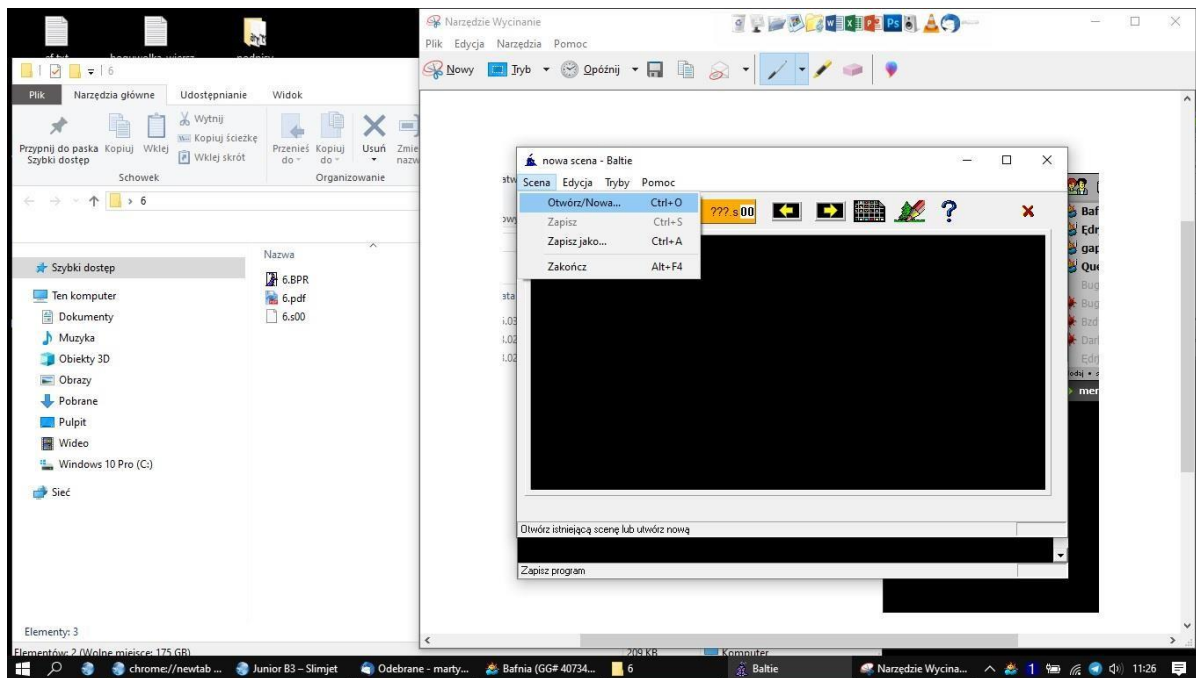 6
Plik Narzędzia główne Udostępnianie Widok
Przypnij do paska
Szybki dostęp
Kopiuj
Wklej
Wytnij
Kopiuj ścieżkę
Wklej skrót
Przenieś do
Kopiuj do
Usuń
Schowek
Organizowanie
6
Szybki dostęp
Ten komputer
Dokumenty
Muzyka
Obiekty 3D
Obrazy
Pobrane
Pulpit
Wideo
Windows 10 Pro (C:)
Sieć
Nazwa
6.BPR
6.pdf
6.s00
Elementy: 3
Narzędzie Wycinanie
Plik Edycja Narzędzia Pomoc
Nowy Tryb Opóźnij
nowa scena - Baltie
Scena Edycja Tryby Pomoc
Otwórz/Nowa... Ctrl+O
Zapisz Ctrl+S
Zapisz jako... Ctrl+A
Zakończ Alt+F4
???.s00
Otwórz istniejącą scenę lub utwórz nową
Zapisz program
209 KB Komputer
chrome://newtab ... Junior B3 – Slimjet Odebrane - marty... Bafnia (GG# 40734... 6 Baltie Narzędzie Wycina... 1 11:26